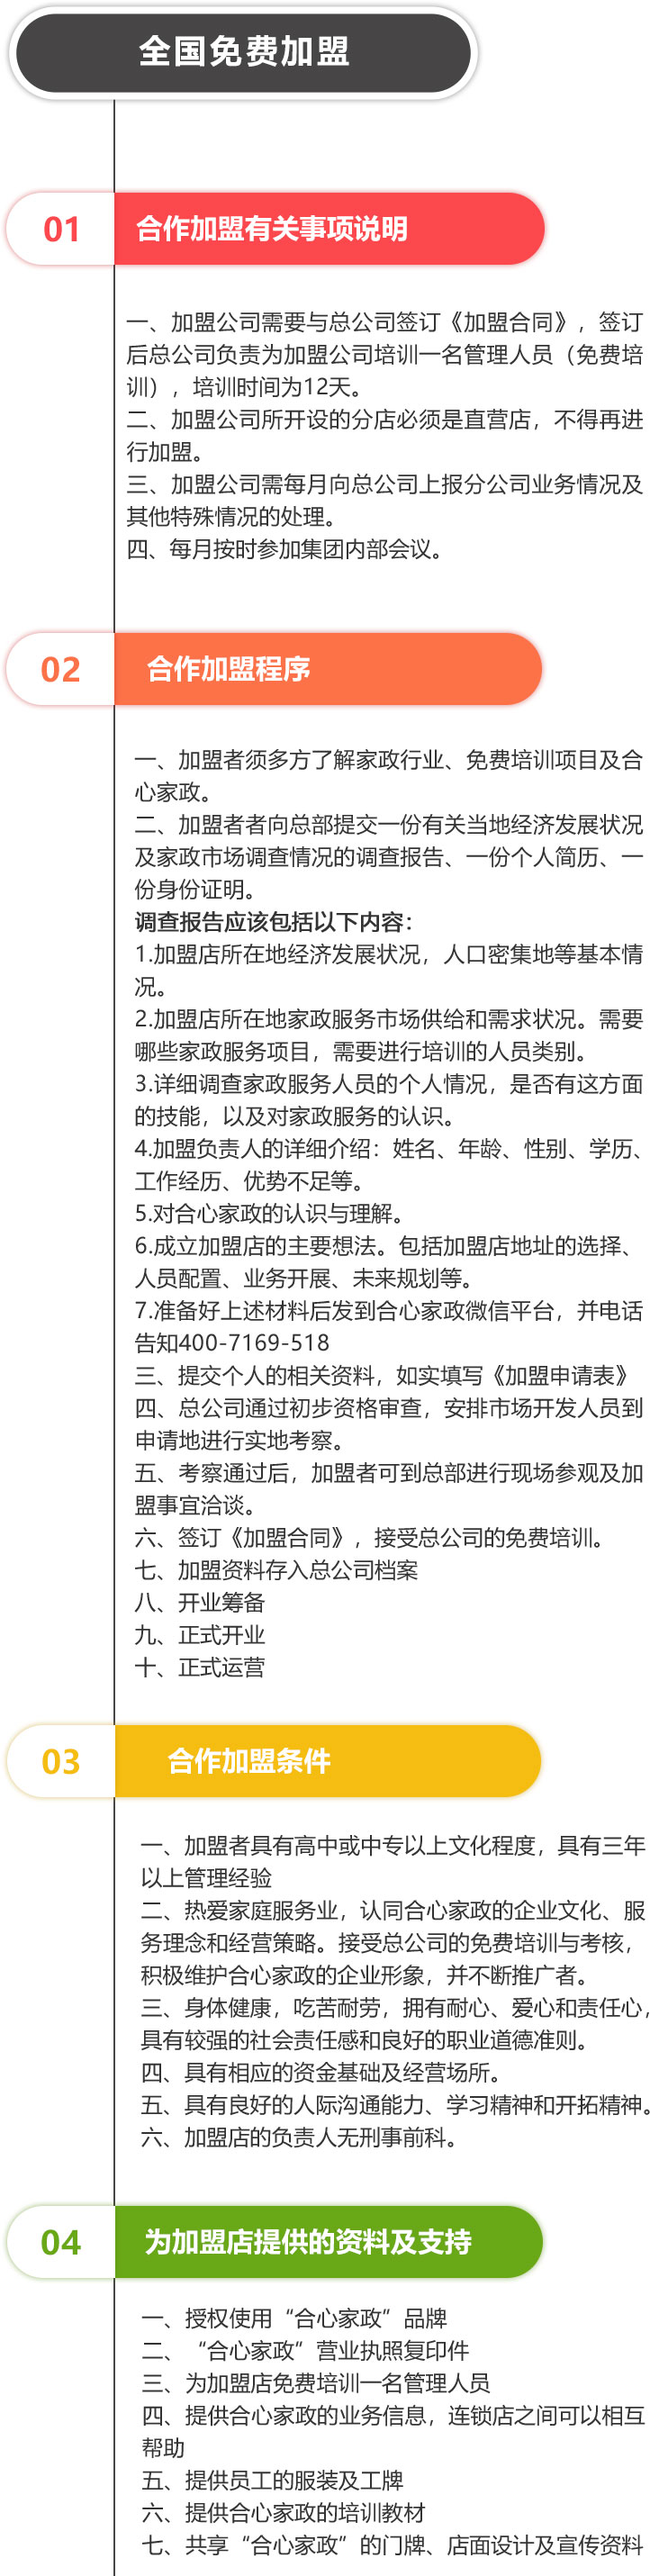 全国免费加盟
01
合作加盟有关事项说明
一、加盟公司需要与总公司签订《加盟合同》，签订
后总公司负责为加盟公司培训一名管理人员（免费培
训），培训时间为12天。
二、加盟公司所开设的分店必须是直营店，不得再进
行加盟。
三、加盟公司需每月向总公司上报分公司业务情况及
其他特殊情况的处理。
四、每月按时参加集团内部会议。
02
合作加盟程序
一、加盟者须多方了解家政行业、免费培训项目及合
心家政。
二、加盟者者向总部提交一份有关当地经济发展状况
及家政市场调查情况的调查报告、一份个人简历、一
份身份证明。
调查报告应该包括以下内容：
1.加盟店所在地经济发展状况，人口密集地等基本情
况。
2.加盟店所在地家政服务市场供给和需求状况。需要
哪些家政服务项目，需要进行培训的人员类别。
3.详细调查家政服务人员的个人情况，是否有这方面
的技能，以及对家政服务的认识。
4.加盟负责人的详细介绍：姓名、年龄、性别、学历、
工作经历、优势不足等。
5.对合心家政的认识与理解。
6.成立加盟店的主要想法。包括加盟店地址的选择、
人员配置、业务开展、未来规划等。
7.准备好上述材料后发到合心家政微信平台，并电话
告知400-7169-518
三、提交个人的相关资料，如实填写《加盟申请表》
四、总公司通过初步资格审查，安排市场开发人员到
申请地进行实地考察。
五、考察通过后，加盟者可到总部进行现场参观及加
盟事宜洽谈。
六、签订《加盟合同》，接受总公司的免费培训。
七、加盟资料存入总公司档案
八、开业筹备
九、正式开业
十、正式运营
03
合作加盟条件
一、加盟者具有高中或中专以上文化程度，具有三年
以上管理经验
二、热爱家庭服务业，认同合心家政的企业文化、服
务理念和经营策略。接受总公司的免费培训与考核，
积极维护合心家政的企业形象，并不断推广者。
三、身体健康，吃苦耐劳，拥有耐心、爱心和责任心，
具有较强的社会责任感和良好的职业道德准则。
四、具有相应的资金基础及经营场所。
五、具有良好的人际沟通能力、学习精神和开拓精神。
六、加盟店的负责人无刑事前科。
04
为加盟店提供的资料及支持
一、授权使用“合心家政”品牌
二、“合心家政”营业执照复印件
三、为加盟店免费培训一名管理人员
四、提供合心家政的业务信息，连锁店之间可以相互
帮助
五、提供员工的服装及工牌
六、提供合心家政的培训教材
七、共享“合心家政”的门牌、店面设计及宣传资料